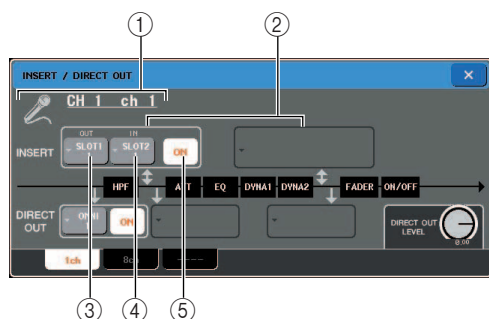 ① ②
INSERT / DIRECT OUT ×
CH 1 ch 1
OUT IN
INSERT SLOT1 SLOT2 ON
HPF ATT EQ DYNA1 DYNA2 FADER ON/OFF
DIRECT OUT ON DIRECT OUT LEVEL
0.00
1ch 8ch ----
③ ④ ⑤